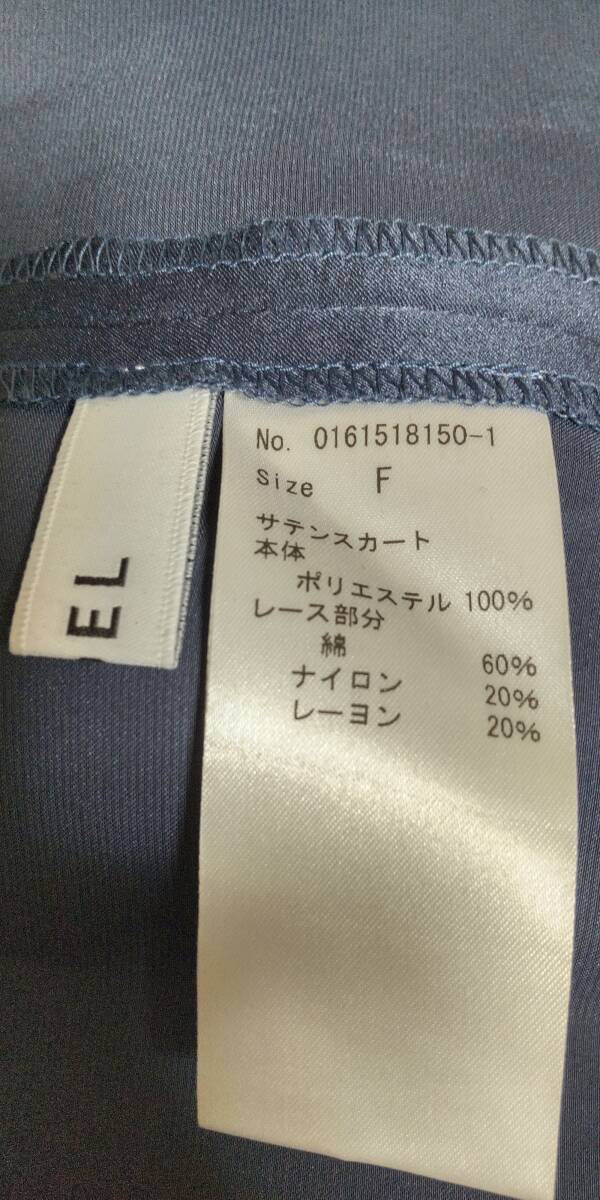 No. 0161518150-1
Size F
サテンスカート
本体
ポリエステル 100%
レース部分
綿 60%
ナイロン 20%
レーヨン 20%
EL